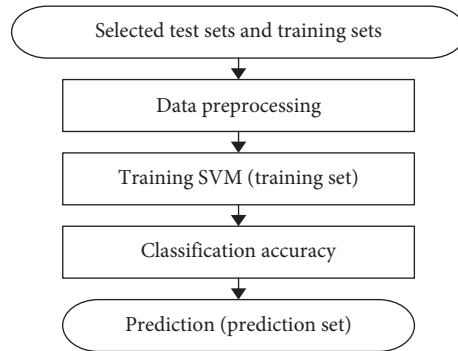 Selected test sets and training sets
Data preprocessing
Training SVM (training set)
Classification accuracy
Prediction (prediction set)